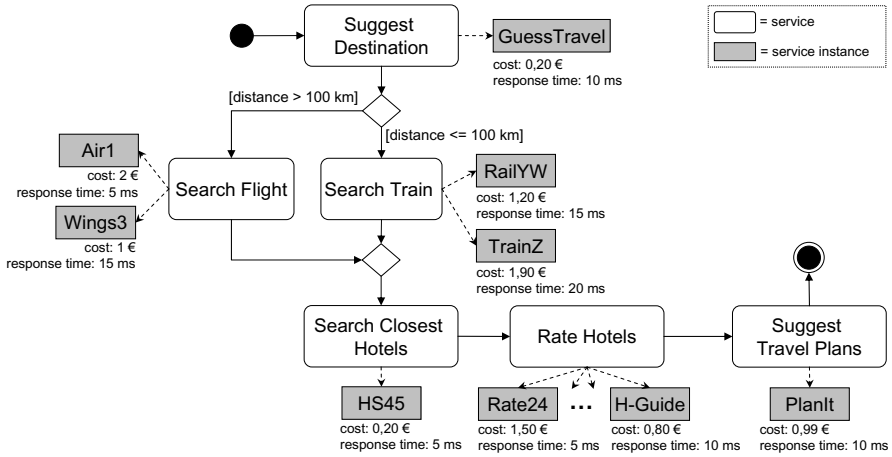 Suggest
Destination
GuessTravel
cost: 0,20 €
response time: 10 ms
= service
= service instance
[distance > 100 km]
[distance <= 100 km]
Air1
cost: 2 €
response time: 5 ms
Wings3
cost: 1 €
response time: 15 ms
Search Flight
Search Train
RailYW
cost: 1,20 €
response time: 15 ms
TrainZ
cost: 1,90 €
response time: 20 ms
Search Closest
Hotels
Rate Hotels
Suggest
Travel Plans
HS45
cost: 0,20 €
response time: 5 ms
Rate24
cost: 1,50 €
response time: 5 ms
...
H-Guide
cost: 0,80 €
response time: 10 ms
PlanIt
cost: 0,99 €
response time: 10 ms